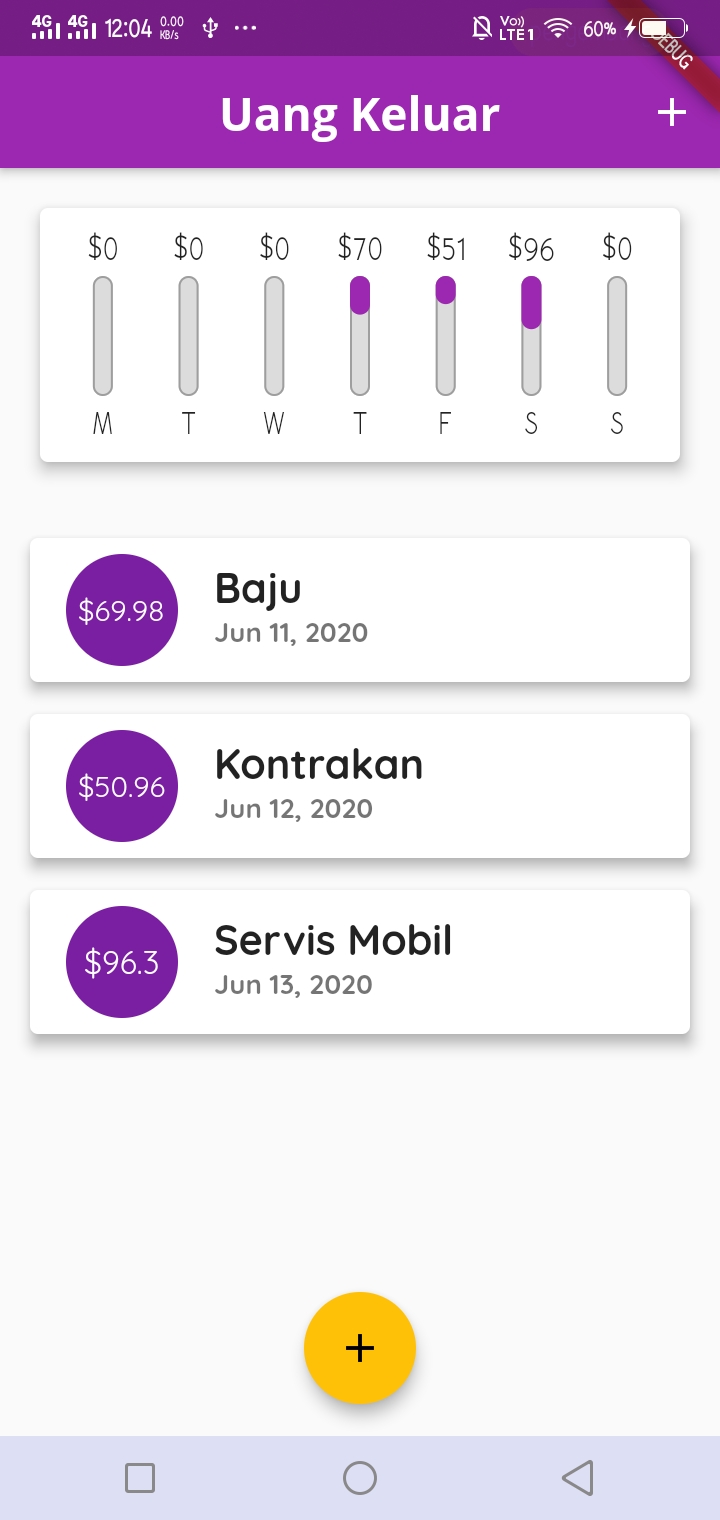 4G 4G 12:04 0.00 KB/s ... Vo)) LTE1 60%
DEBUG
Uang Keluar
$0 $0 $0 $70 $51 $96 $0
M T W T F S S
$69.98
Baju
Jun 11, 2020
$50.96
Kontrakan
Jun 12, 2020
$96.3
Servis Mobil
Jun 13, 2020